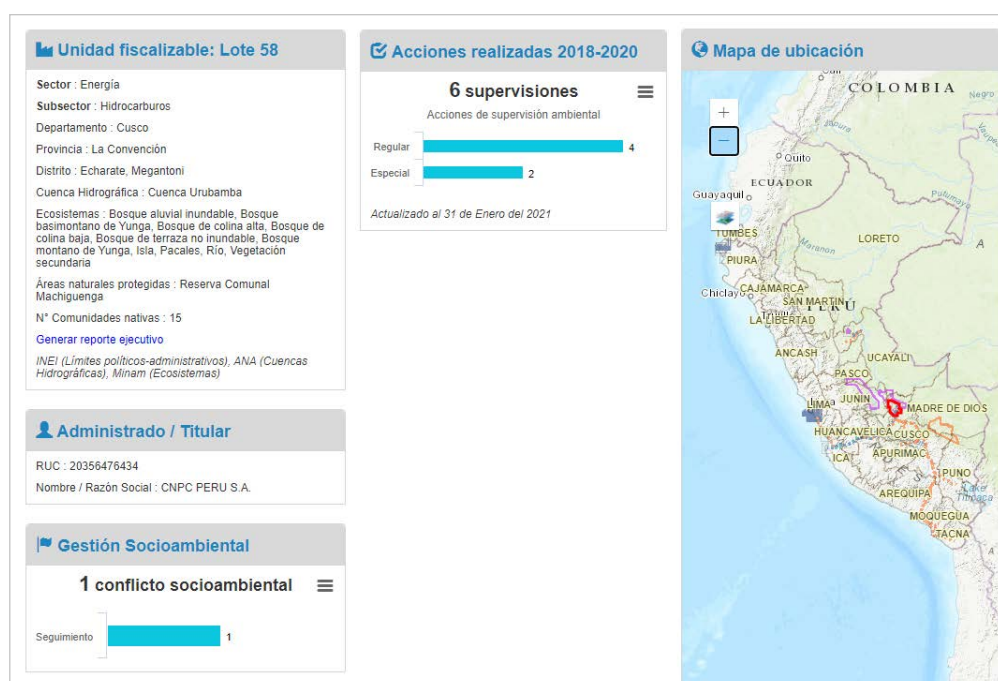 Unidad fiscalizable: Lote 58
Sector : Energía
Subsector : Hidrocarburos
Departamento : Cusco
Provincia : La Convención
Distrito : Echarate, Megantoni
Cuenca Hidrográfica : Cuenca Urubamba
Ecosistemas : Bosque aluvial inundable, Bosque
basimontano de Yunga, Bosque de colina alta, Bosque de
colina baja, Bosque de terraza no inundable, Bosque
montano de Yunga, Isla, Pacales, Río, Vegetación
secundaria
Áreas naturales protegidas : Reserva Comunal
Machiguenga
N° Comunidades nativas : 15
Generar reporte ejecutivo
INEI (Límites políticos-administrativos), ANA (Cuencas
Hidrográficas), Minam (Ecosistemas)
Administrado / Titular
RUC : 20356476434
Nombre / Razón Social : CNPC PERU S.A.
Gestión Socioambiental
1 conflicto socioambiental
Seguimiento 1
Acciones realizadas 2018-2020
6 supervisiones
Acciones de supervisión ambiental
Regular 4
Especial 2
Actualizado al 31 de Enero del 2021
Mapa de ubicación
COLOMBIA
Negro
Quito
ECUADOR
Guayaquil
Putumayo
TUMBES
LORETO
Maranon
A
PIURA
CAJAMARCA
Chiclayo
SAN MARTIN
PERÚ
LA LIBERTAD
ANCASH
UCAYALI
PASCO
LIMA
JUNIN
MADRE DE DIOS
HUANCAVELICA
CUSCO
ICA
APURIMAC
PUNO
AREQUIPA
Lake
Titicaca
MOQUEGUA
TACNA
A